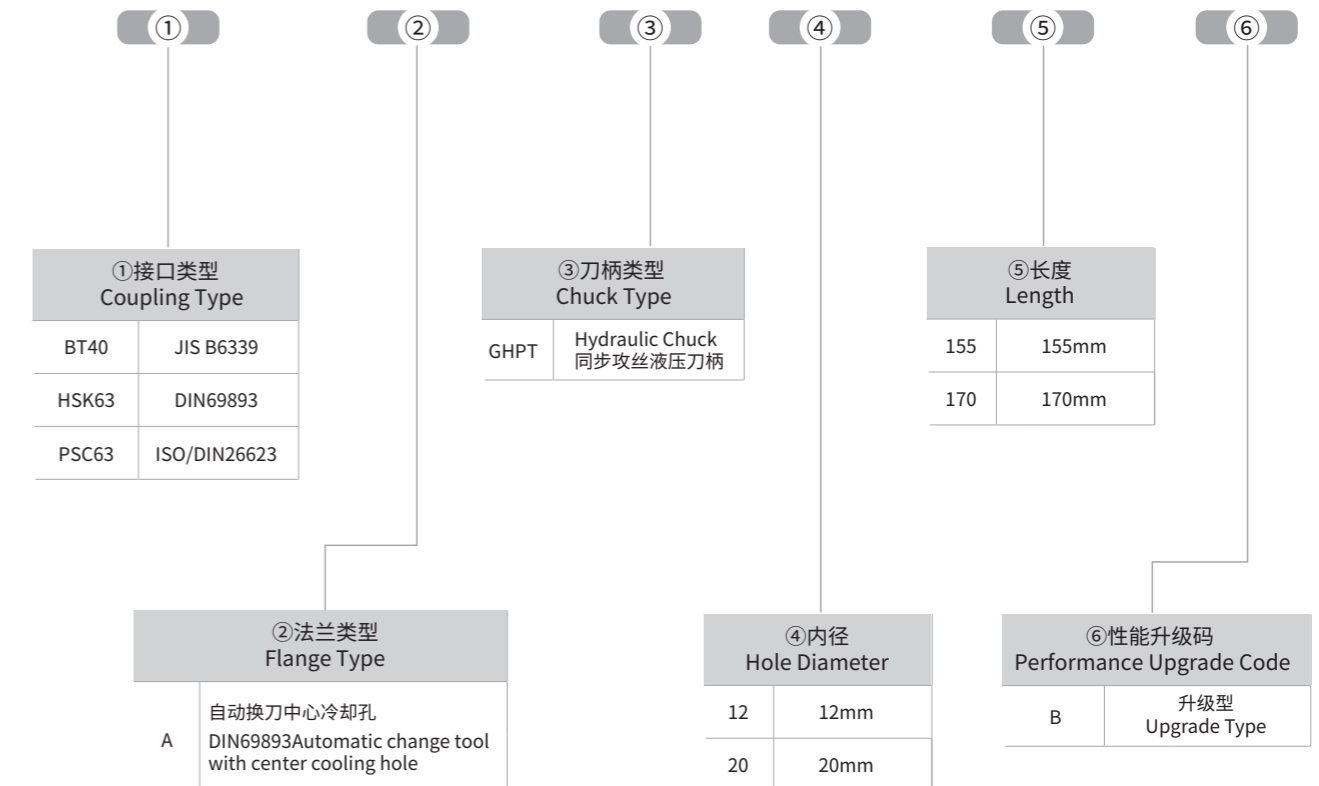 ① ② ③ ④ ⑤ ⑥
①接口类型
Coupling Type
BT40 JIS B6339
HSK63 DIN69893
PSC63 ISO/DIN26623
③刀柄类型
Chuck Type
GHPT
Hydraulic Chuck
同步攻丝液压刀柄
⑤长度
Length
155 155mm
170 170mm
②法兰类型
Flange Type
A
自动换刀中心冷却孔
DIN69893Automatic change tool
with center cooling hole
④内径
Hole Diameter
12 12mm
20 20mm
⑥性能升级码
Performance Upgrade Code
B
升级型
Upgrade Type